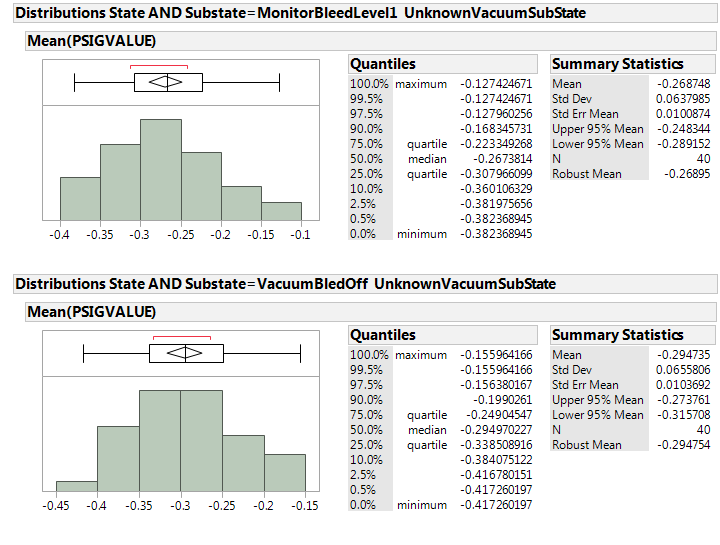 Distributions State AND Substate=MonitorBleedLevel1 UnknownVacuumSubState
Mean(PSIGVALUE)
-0.4 -0.35 -0.3 -0.25 -0.2 -0.15 -0.1
Quantiles
100.0% maximum -0.127424671
99.5% -0.127424671
97.5% -0.127960256
90.0% -0.168345731
75.0% quartile -0.223349268
50.0% median -0.2673814
25.0% quartile -0.307966099
10.0% -0.360106329
2.5% -0.381975656
0.5% -0.382368945
0.0% minimum -0.382368945
Summary Statistics
Mean -0.268748
Std Dev 0.0637985
Std Err Mean 0.0100874
Upper 95% Mean -0.248344
Lower 95% Mean -0.289152
N 40
Robust Mean -0.26895
Distributions State AND Substate=VacuumBledOff UnknownVacuumSubState
Mean(PSIGVALUE)
-0.45 -0.4 -0.35 -0.3 -0.25 -0.2 -0.15
Quantiles
100.0% maximum -0.155964166
99.5% -0.155964166
97.5% -0.156380167
90.0% -0.1990261
75.0% quartile -0.24904547
50.0% median -0.294970227
25.0% quartile -0.338508916
10.0% -0.384075122
2.5% -0.416780151
0.5% -0.417260197
0.0% minimum -0.417260197
Summary Statistics
Mean -0.294735
Std Dev 0.0655806
Std Err Mean 0.0103692
Upper 95% Mean -0.273761
Lower 95% Mean -0.315708
N 40
Robust Mean -0.294754